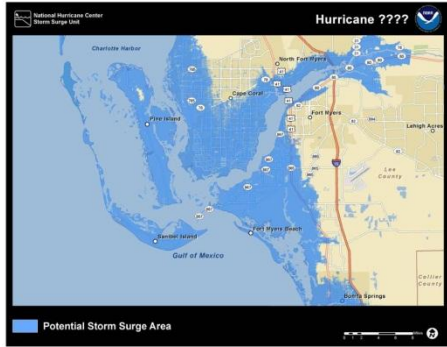 National Hurricane Center
Storm Surge Unit
Hurricane ????
NOAA
Charlotte Harbor
North Fort Myers
Cape Coral
Pine Island
Fort Myers
Lehigh Acres
Lee
County
Sanibel Island
Fort Myers Beach
Gulf of Mexico
Collier
County
Bonita Springs
Potential Storm Surge Area